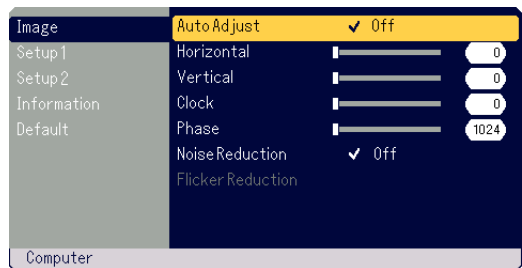 Image
Setup1
Setup2
Information
Default
Auto Adjust ✔ Off
Horizontal 0
Vertical 0
Clock 0
Phase 1024
Noise Reduction ✔ Off
Flicker Reduction
Computer